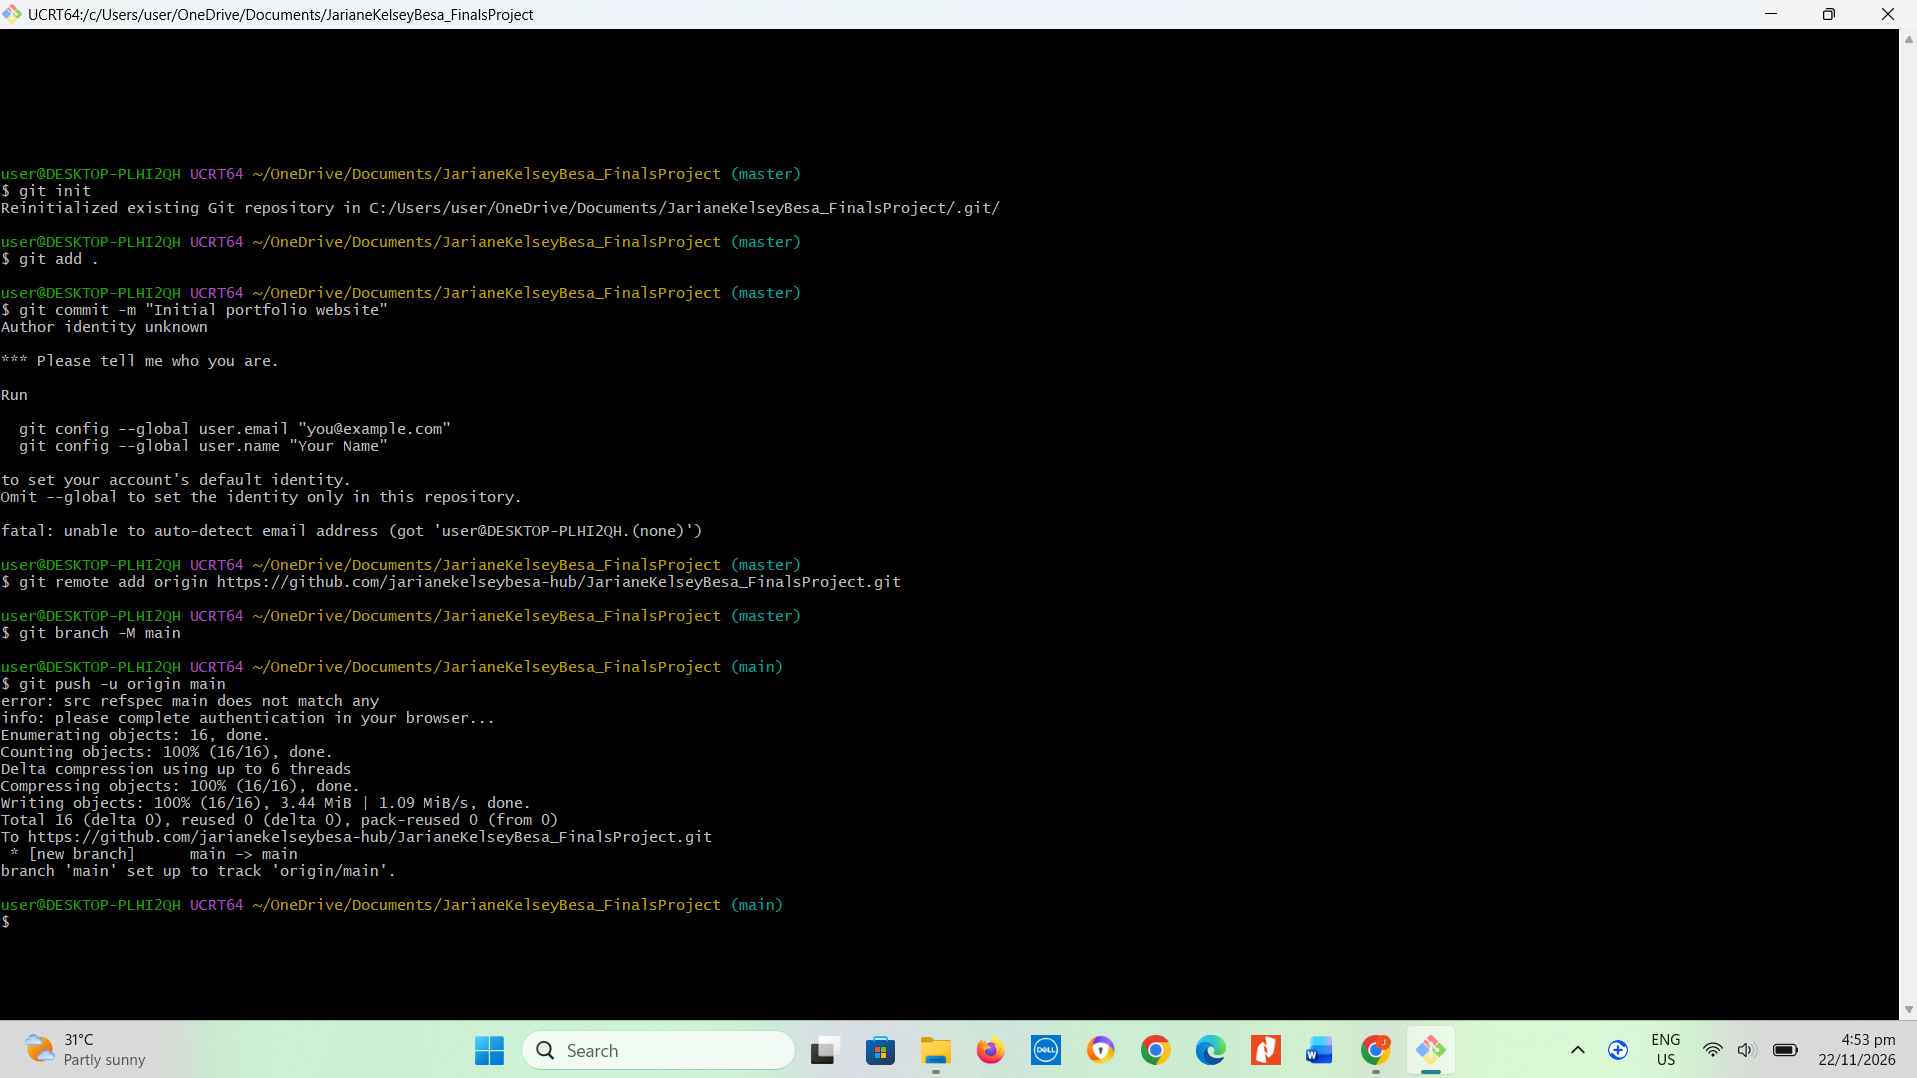 UCRT64:/c/Users/user/OneDrive/Documents/JarianeKelseyBesa_FinalsProject
user@DESKTOP-PLHI2QH UCRT64 ~/OneDrive/Documents/JarianeKelseyBesa_FinalsProject (master)
$ git init
Reinitialized existing Git repository in C:/Users/user/OneDrive/Documents/JarianeKelseyBesa_FinalsProject/.git/
user@DESKTOP-PLHI2QH UCRT64 ~/OneDrive/Documents/JarianeKelseyBesa_FinalsProject (master)
$ git add .
user@DESKTOP-PLHI2QH UCRT64 ~/OneDrive/Documents/JarianeKelseyBesa_FinalsProject (master)
$ git commit -m "Initial portfolio website"
Author identity unknown
*** Please tell me who you are.
Run
git config --global user.email "you@example.com"
git config --global user.name "Your Name"
to set your account's default identity.
Omit --global to set the identity only in this repository.
fatal: unable to auto-detect email address (got 'user@DESKTOP-PLHI2QH.(none)')
user@DESKTOP-PLHI2QH UCRT64 ~/OneDrive/Documents/JarianeKelseyBesa_FinalsProject (master)
$ git remote add origin https://github.com/jarianekelseybesa-hub/JarianeKelseyBesa_FinalsProject.git
user@DESKTOP-PLHI2QH UCRT64 ~/OneDrive/Documents/JarianeKelseyBesa_FinalsProject (master)
$ git branch -M main
user@DESKTOP-PLHI2QH UCRT64 ~/OneDrive/Documents/JarianeKelseyBesa_FinalsProject (main)
$ git push -u origin main
error: src refspec main does not match any
info: please complete authentication in your browser...
Enumerating objects: 16, done.
Counting objects: 100% (16/16), done.
Delta compression using up to 6 threads
Compressing objects: 100% (16/16), done.
Writing objects: 100% (16/16), 3.44 MiB | 1.09 MiB/s, done.
Total 16 (delta 0), reused 0 (delta 0), pack-reused 0 (from 0)
To https://github.com/jarianekelseybesa-hub/JarianeKelseyBesa_FinalsProject.git
* [new branch]      main -> main
branch 'main' set up to track 'origin/main'.
user@DESKTOP-PLHI2QH UCRT64 ~/OneDrive/Documents/JarianeKelseyBesa_FinalsProject (main)
$
31°C
Partly sunny
Search
DELL
W
J
ENG
US
4:53 pm
22/11/2026